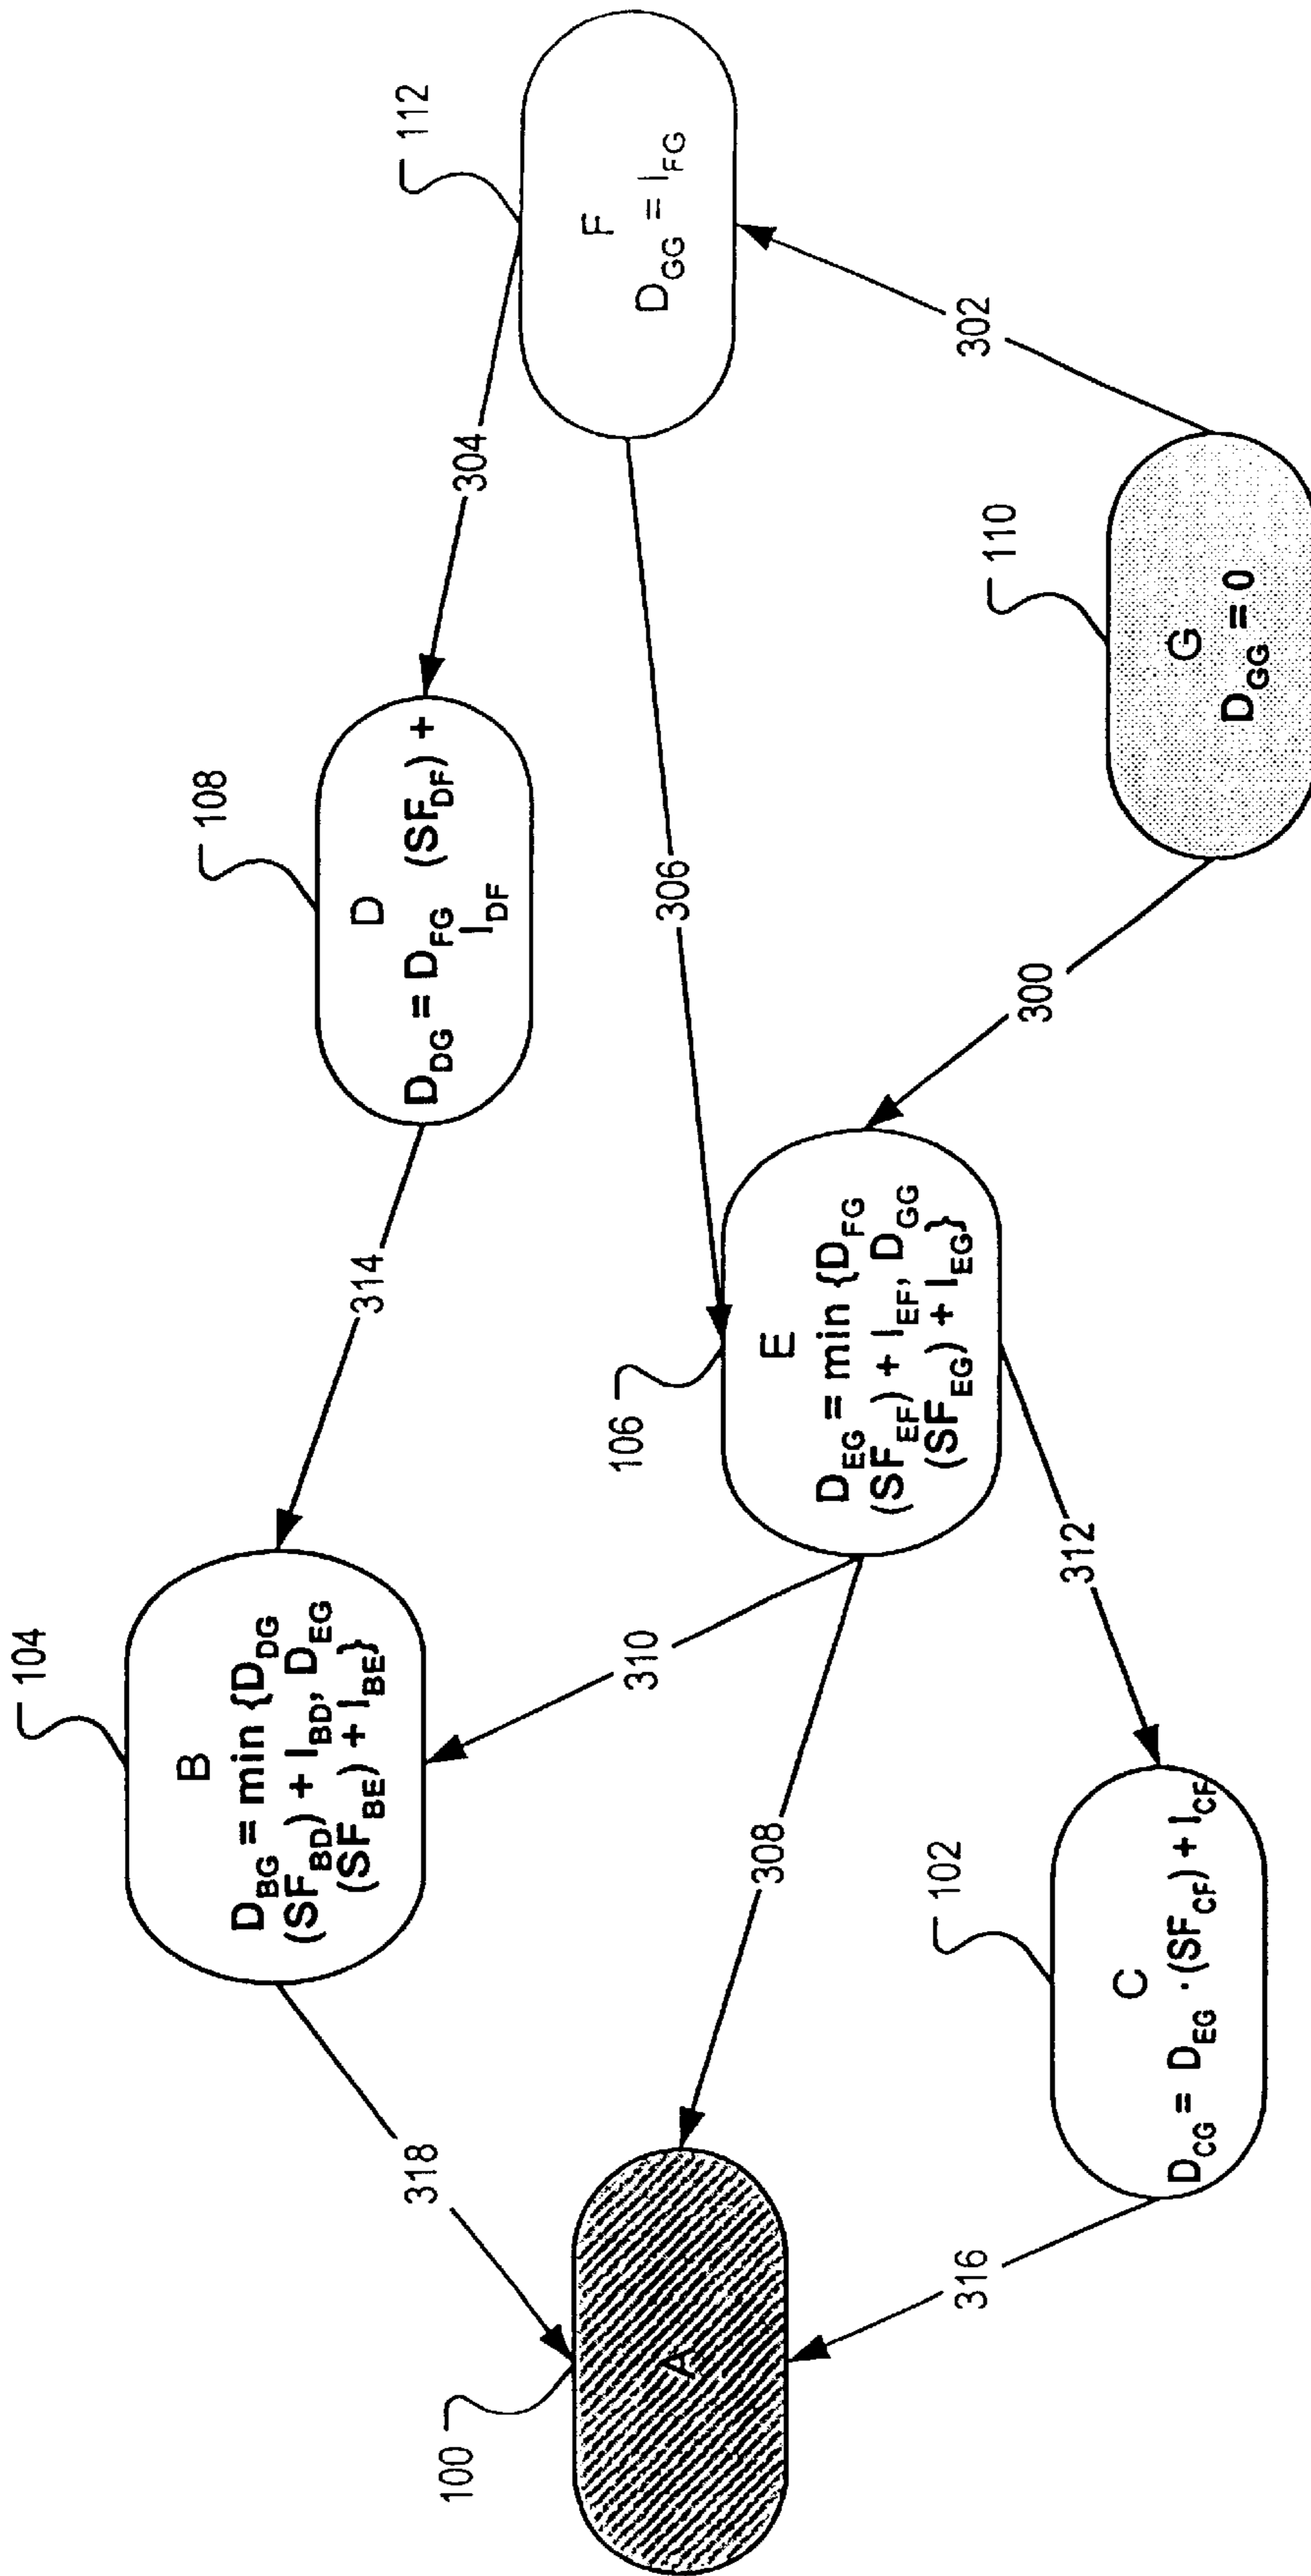 104
B
D_BG = min {D_DG
(SF_BD) + I_BD, D_EG
(SF_BE) + I_BE}
314
108
D
D_DG = D_FG (SF_DF) +
I_DF
304
112
F
D_GG = I_FG
318
310
306
302
100
A
308
106
E
D_EG = min {D_FG
(SF_EF) + I_EF, D_GG
(SF_EG) + I_EG}
300
110
G
D_GG = 0
316
102
C
D_CG = D_EG · (SF_CF) + I_CF
312